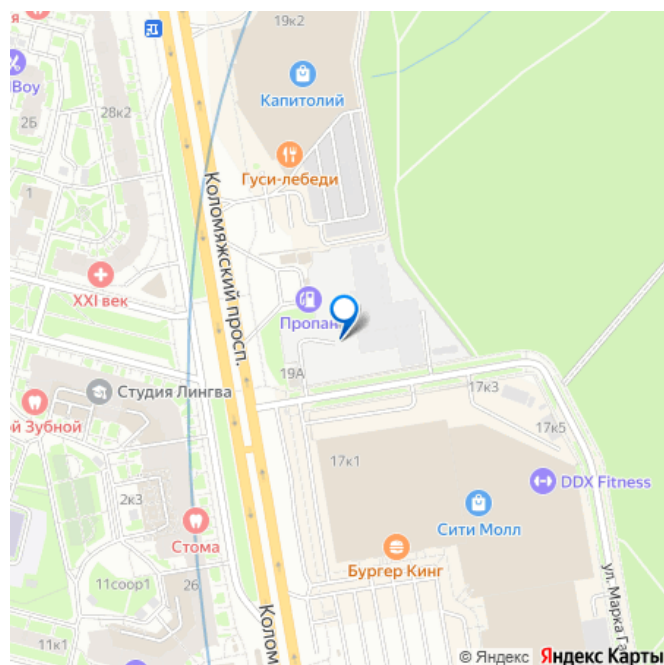 19к2
Капитолий
Boy
2Б
28к2
Гуси-лебеди
1
XXI век
Коломяжский просп.
Пропан
19А
Студия Лингва
ой Зубной
17к3
17к5
17к1
DDX Fitness
2к3
Сити Молл
Стома
Бургер Кинг
11соор1
26
Колом
ул. Марка Га
11к1
© Яндекс Яндекс Карты